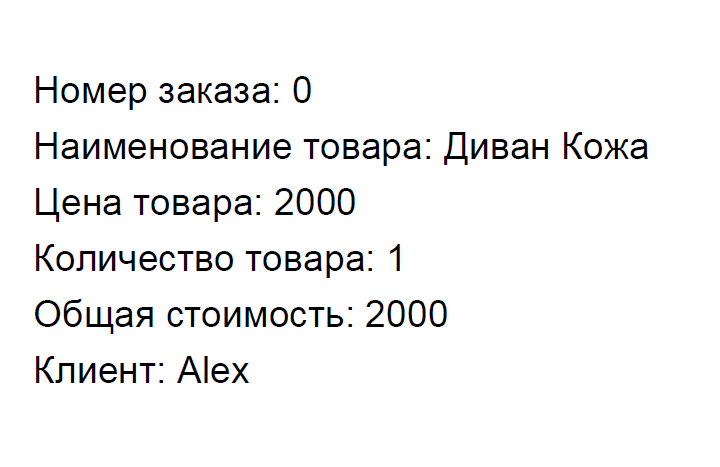 Номер заказа: 0
Наименование товара: Диван Кожа
Цена товара: 2000
Количество товара: 1
Общая стоимость: 2000
Клиент: Alex